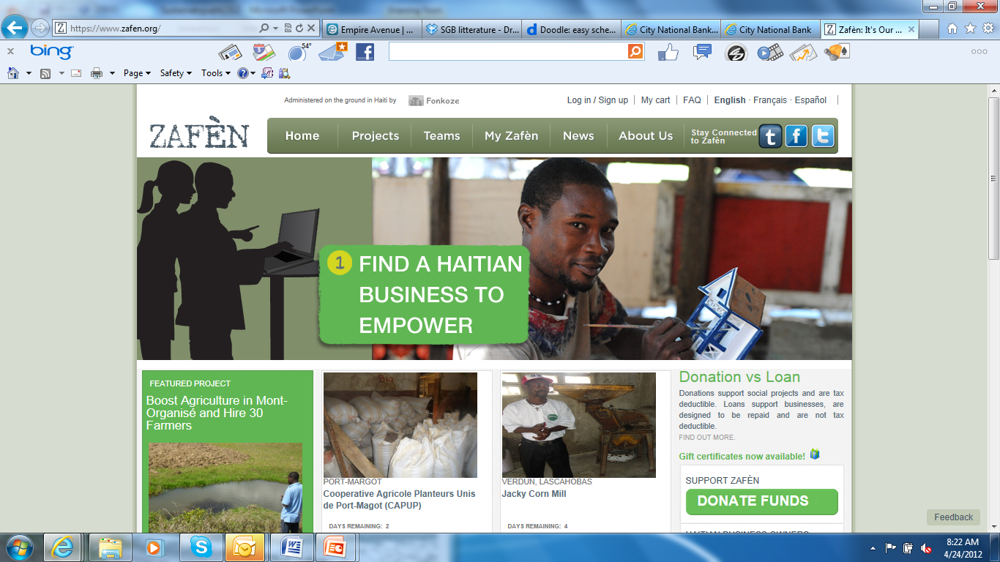 https://www.zafen.org/
Empire Avenue | ...
SGB litterature - Dr...
Doodle: easy sche...
City National Bank...
City National Bank
Zafèn: It's Our ...
bing
54°
Page
Safety
Tools
Administered on the ground in Haiti by Fonkoze
Log in / Sign up | My cart | FAQ | English · Français · Español |
ZAFÈN
Home
Projects
Teams
My Zafèn
News
About Us
Stay Connected
to Zafèn
1 FIND A HAITIAN
BUSINESS TO
EMPOWER
FEATURED PROJECT
Boost Agriculture in Mont-
Organisé and Hire 30
Farmers
PORT-MARGOT
Cooperative Agricole Planteurs Unis
de Port-Magot (CAPUP)
DAYS REMAINING: 2
VERDUN, LASCAHOBAS
Jacky Corn Mill
DAYS REMAINING: 4
Donation vs Loan
Donations support social projects and are tax
deductible. Loans support businesses, are
designed to be repaid and are not tax
deductible.
FIND OUT MORE.
Gift certificates now available!
SUPPORT ZAFÈN
DONATE FUNDS
HAITIAN BUSINESS OWNERS
Feedback
8:22 AM
4/24/2012